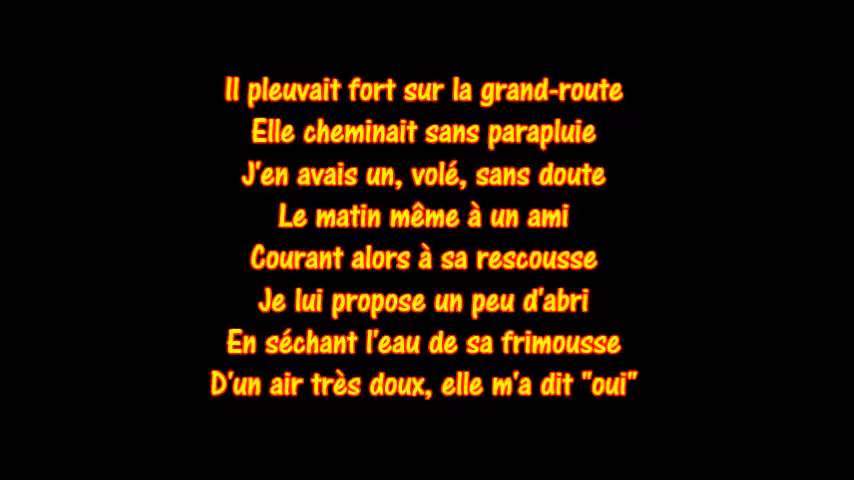 Il pleuvait fort sur la grand-route
Elle cheminait sans parapluie
J'en avais un, volé, sans doute
Le matin même à un ami
Courant alors à sa rescousse
Je lui propose un peu d'abri
En séchant l'eau de sa frimousse
D'un air très doux, elle m'a dit "oui"